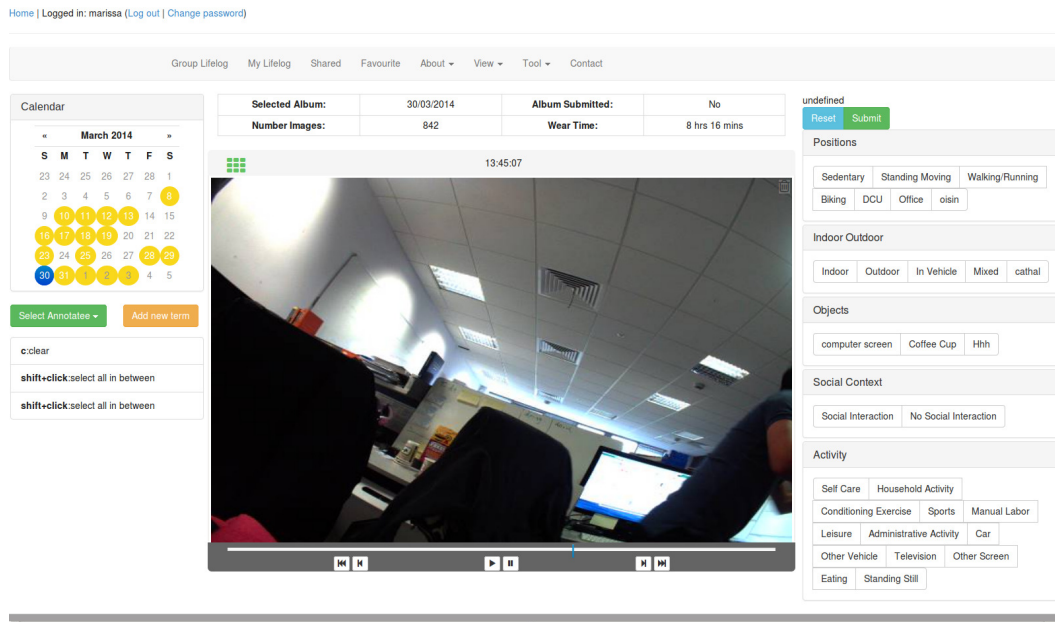 Home | Logged in: marissa (Log out | Change password)
Group Lifelog My Lifelog Shared Favourite About View Tool Contact
Calendar
« March 2014 »
S M T W T F S
23 24 25 26 27 28 1
2 3 4 5 6 7 8
9 10 11 12 13 14 15
16 17 18 19 20 21 22
23 24 25 26 27 28 29
30 31 1 2 3 4 5
Select Annotatee Add new term
c:clear
shift+click:select all in between
shift+click:select all in between
Selected Album: 30/03/2014 Album Submitted: No
Number Images: 842 Wear Time: 8 hrs 16 mins
13:45:07
undefined
Reset Submit
Positions
Sedentary Standing Moving Walking/Running
Biking DCU Office oisin
Indoor Outdoor
Indoor Outdoor In Vehicle Mixed cathal
Objects
computer screen Coffee Cup Hhh
Social Context
Social Interaction No Social Interaction
Activity
Self Care Household Activity
Conditioning Exercise Sports Manual Labor
Leisure Administrative Activity Car
Other Vehicle Television Other Screen
Eating Standing Still